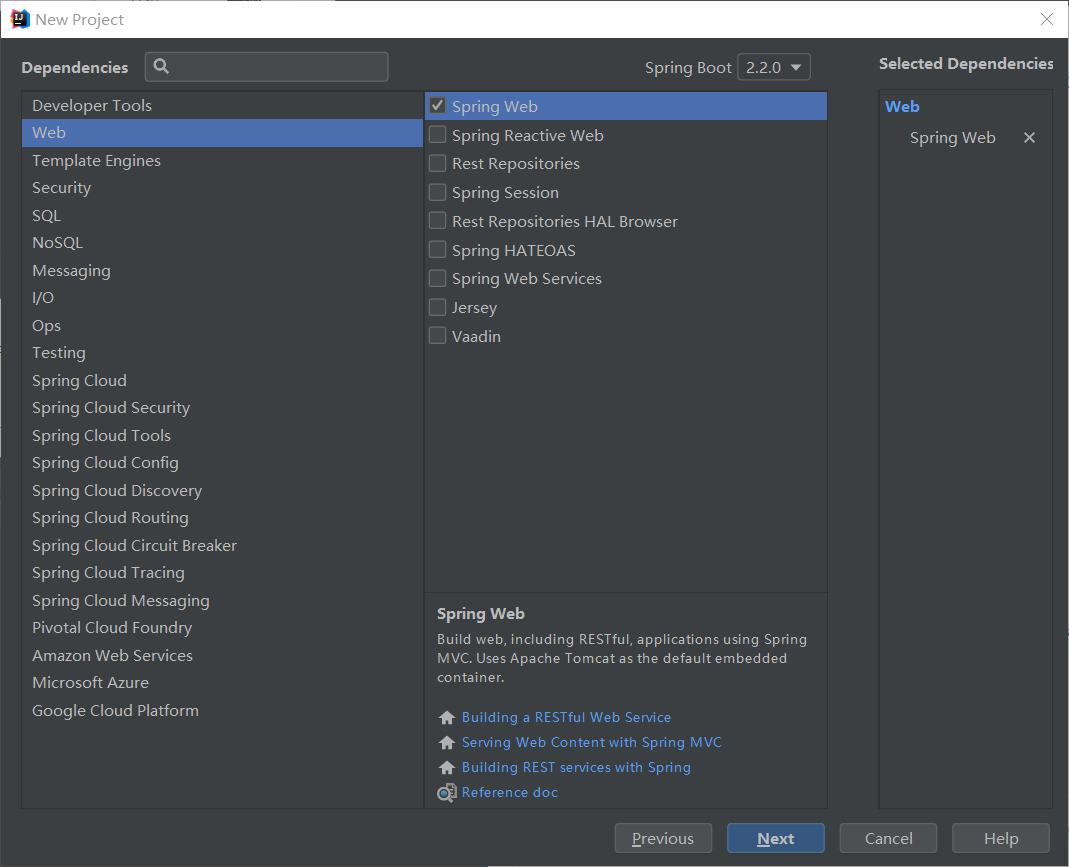 New Project
Dependencies
Spring Boot 2.2.0
Selected Dependencies
Developer Tools
Web
Template Engines
Security
SQL
NoSQL
Messaging
I/O
Ops
Testing
Spring Cloud
Spring Cloud Security
Spring Cloud Tools
Spring Cloud Config
Spring Cloud Discovery
Spring Cloud Routing
Spring Cloud Circuit Breaker
Spring Cloud Tracing
Spring Cloud Messaging
Pivotal Cloud Foundry
Amazon Web Services
Microsoft Azure
Google Cloud Platform
Spring Web
Spring Reactive Web
Rest Repositories
Spring Session
Rest Repositories HAL Browser
Spring HATEOAS
Spring Web Services
Jersey
Vaadin
Spring Web
Build web, including RESTful, applications using Spring
MVC. Uses Apache Tomcat as the default embedded
container.
Building a RESTful Web Service
Serving Web Content with Spring MVC
Building REST services with Spring
Reference doc
Web
Spring Web
Previous
Next
Cancel
Help